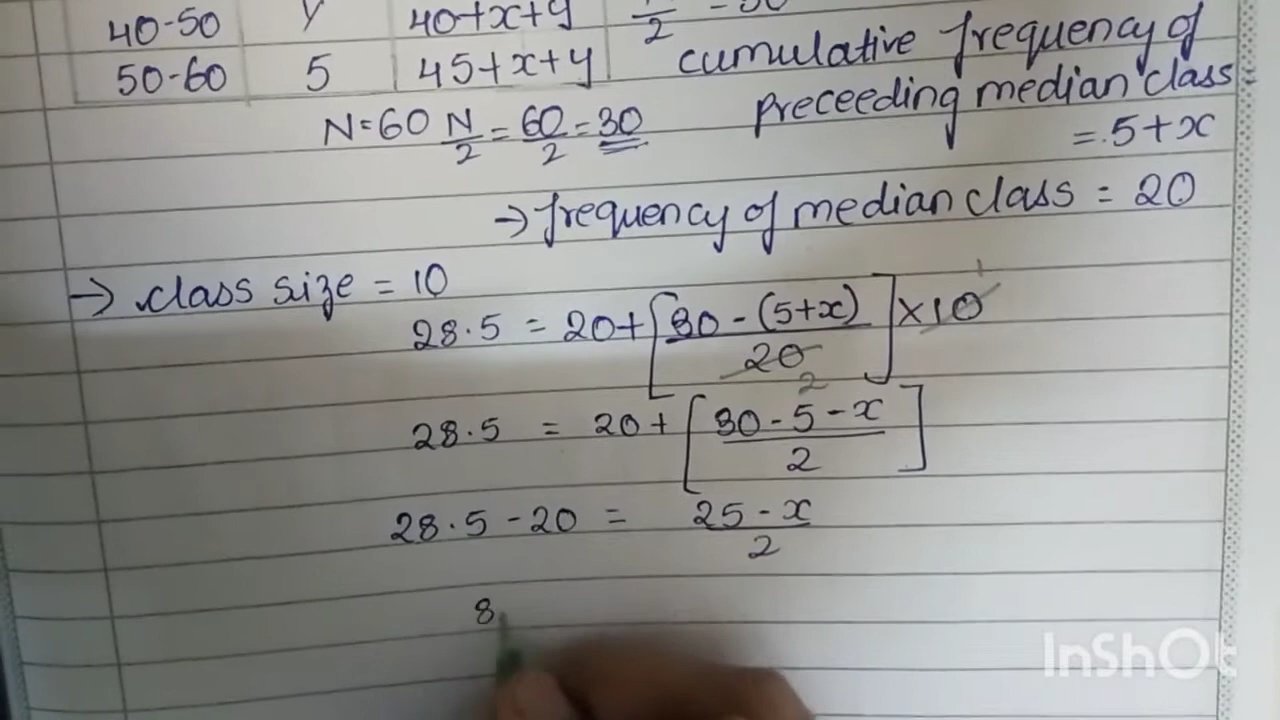 40-50 y 40+x+y
50-60 5 45+x+y
cumulative frequency of
preceeding median class =
= 5+x
N=60 N/2 = 60/2 = 30
→ frequency of median class = 20
→ class size = 10
28.5 = 20+[30-(5+x)/20]×10
28.5 = 20+[30-5-x/2]
28.5-20 = 25-x/2
8
InShOt